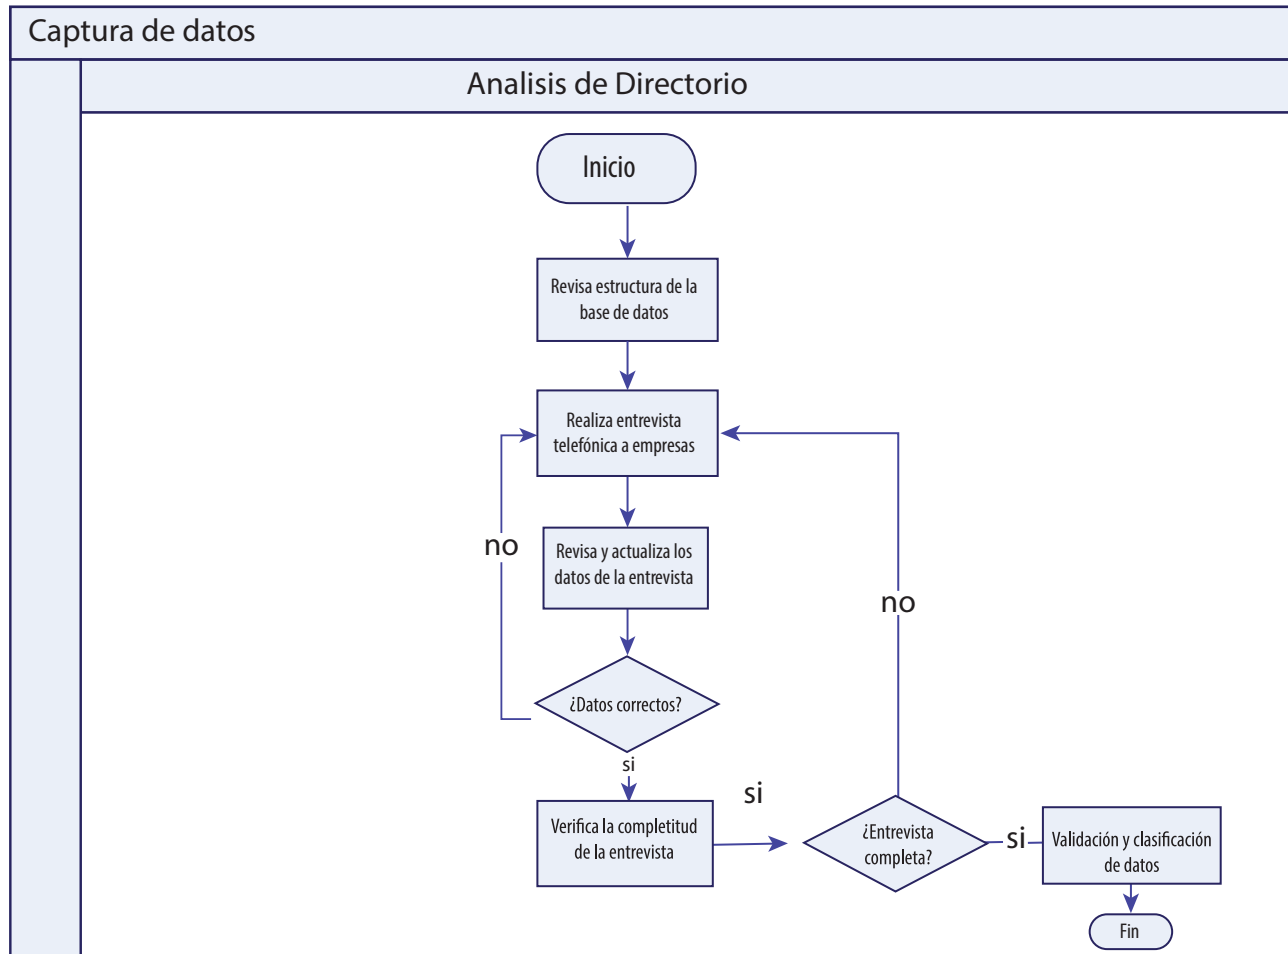 Captura de datos
Analisis de Directorio
Inicio
Revisa estructura de la
base de datos
Realiza entrevista
telefónica a empresas
no
Revisa y actualiza los
datos de la entrevista
no
¿Datos correctos?
si
si
Verifica la completitud
de la entrevista
¿Entrevista
completa?
si
Validación y clasificación
de datos
Fin